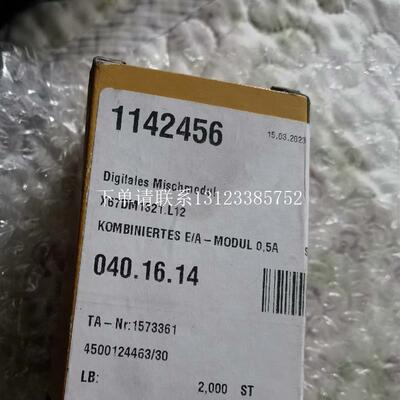 1142456
15.03.2023
Digitales Mischmodul
下单请联系13123385752
X67DM1321.L12
KOMBINIERTES E/A - MODUL 0,5A
040.16.14
TA - Nr:1573361
4500124463/30
LB: 2,000 ST